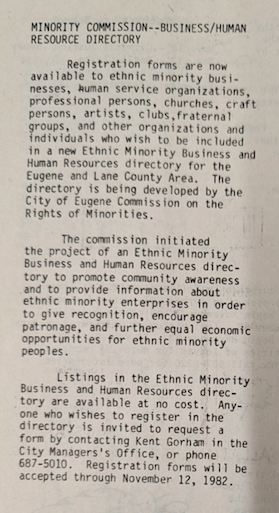 MINORITY COMMISSION--BUSINESS/HUMAN
RESOURCE DIRECTORY
Registration forms are now
available to ethnic minority busi-
nesses, human service organizations,
professional persons, churches, craft
persons, artists, clubs,fraternal
groups, and other organizations and
individuals who wish to be included
in a new Ethnic Minority Business and
Human Resources directory for the
Eugene and Lane County Area. The
directory is being developed by the
City of Eugene Commission on the
Rights of Minorities.
The commission initiated
the project of an Ethnic Minority
Business and Human Resources direc-
tory to promote community awareness
and to provide information about
ethnic minority enterprises in order
to give recognition, encourage
patronage, and further equal economic
opportunities for ethnic minority
peoples.
Listings in the Ethnic Minority
Business and Human Resources direc-
tory are available at no cost. Any-
one who wishes to register in the
directory is invited to request a
form by contacting Kent Gorham in the
City Managers's Office, or phone
687-5010. Registration forms will be
accepted through November 12, 1982.